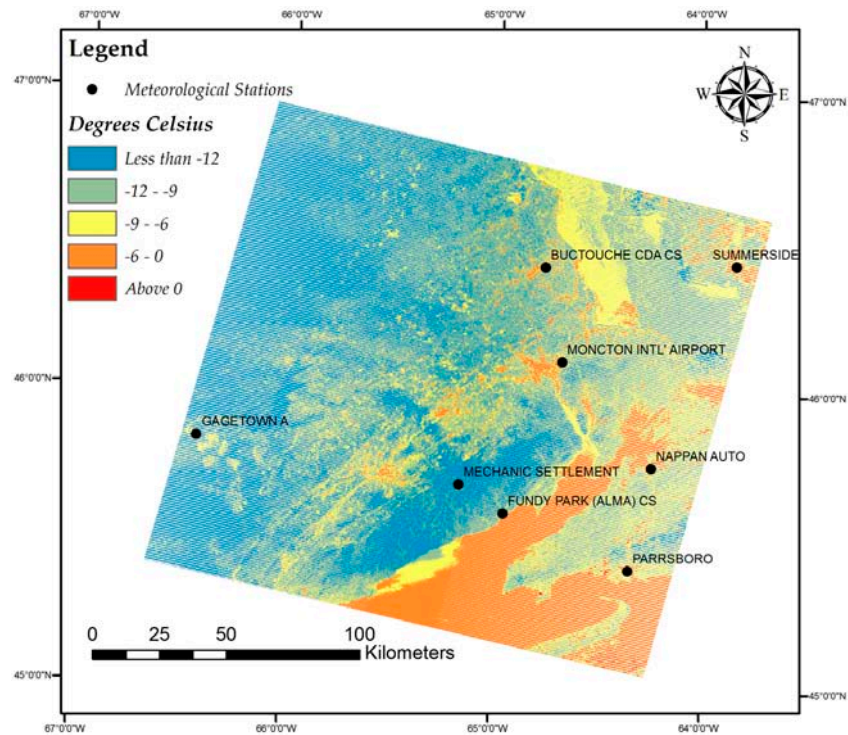 67°0'0"W 66°0'0"W 65°0'0"W 64°0'0"W
Legend
Meteorological Stations
Degrees Celsius
Less than -12
-12 - -9
-9 - -6
-6 - 0
Above 0
N
W E
S
47°0'0"N 47°0'0"N
BUCTOUCHE CDA CS SUMMERSIDE
MONCTON INTL' AIRPORT
46°0'0"N 46°0'0"N
GAGETOWN A
NAPPAN AUTO
MECHANIC SETTLEMENT
FUNDY PARK (ALMA) CS
PARRSBORO
0 25 50 100
Kilometers
45°0'0"N 45°0'0"N
67°0'0"W 66°0'0"W 65°0'0"W 64°0'0"W